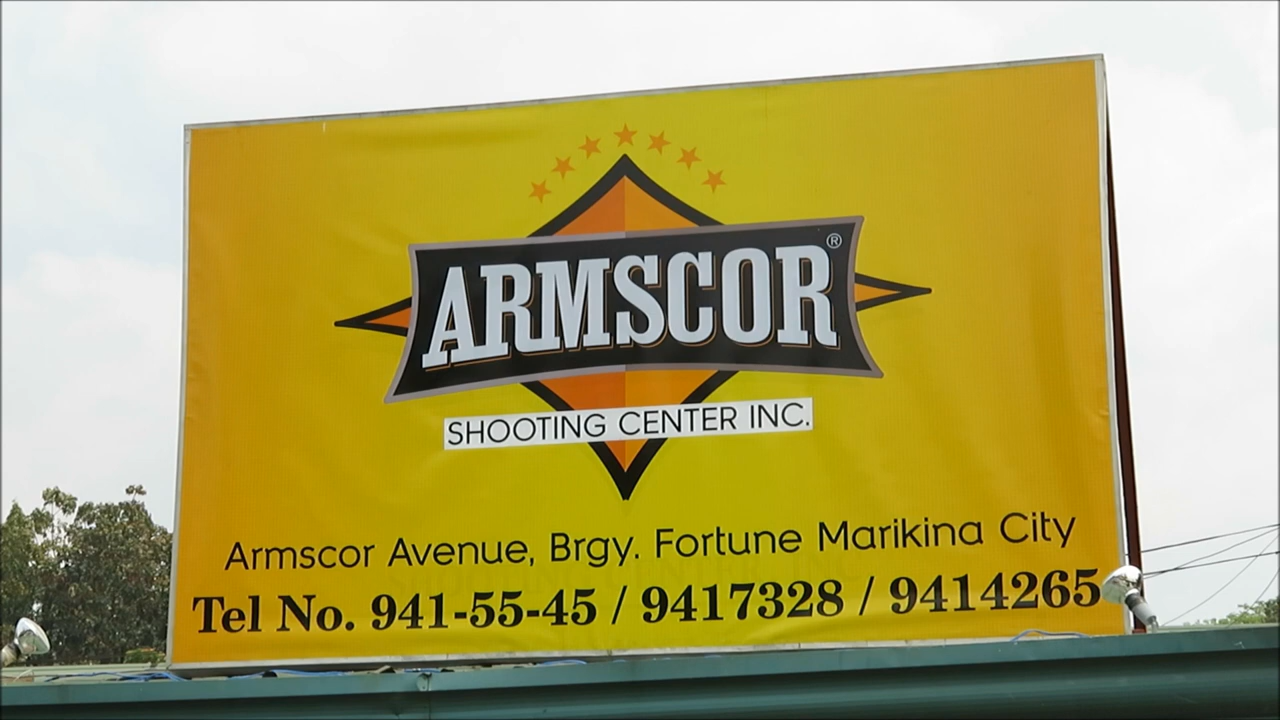 ARMSCOR®
SHOOTING CENTER INC.
Armscor Avenue, Brgy. Fortune Marikina City
Tel No. 941-55-45 / 9417328 / 9414265